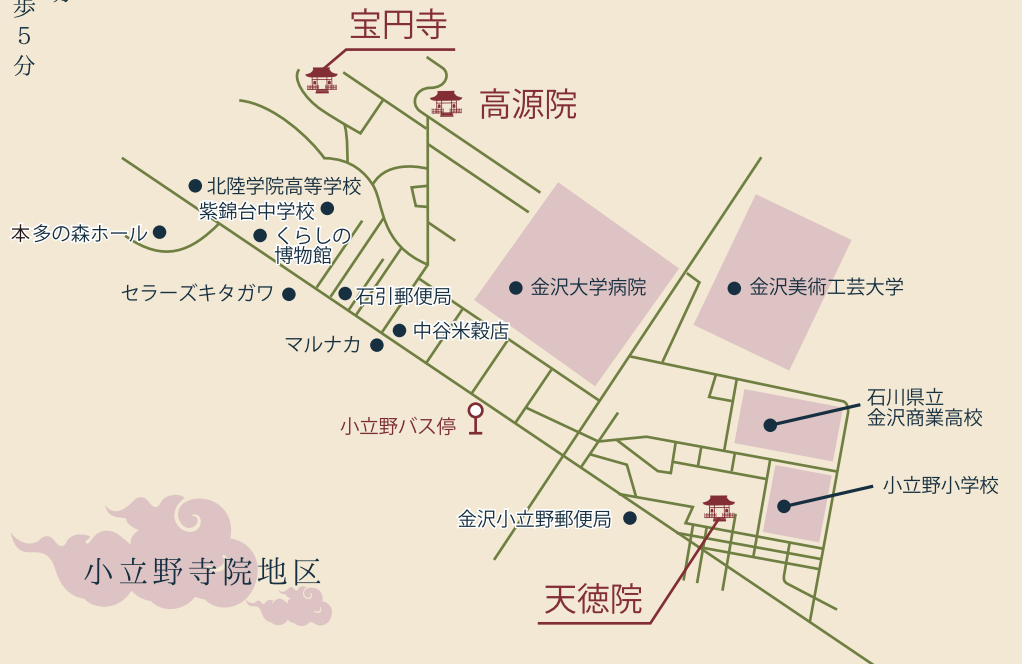 歩5分
宝円寺
高源院
北陸学院高等学校
紫錦台中学校
本多の森ホール
くらしの
博物館
セラーズキタガワ
石引郵便局
中谷米穀店
マルナカ
金沢大学病院
金沢美術工芸大学
小立野バス停
石川県立
金沢商業高校
小立野小学校
金沢小立野郵便局
天徳院
小立野寺院地区